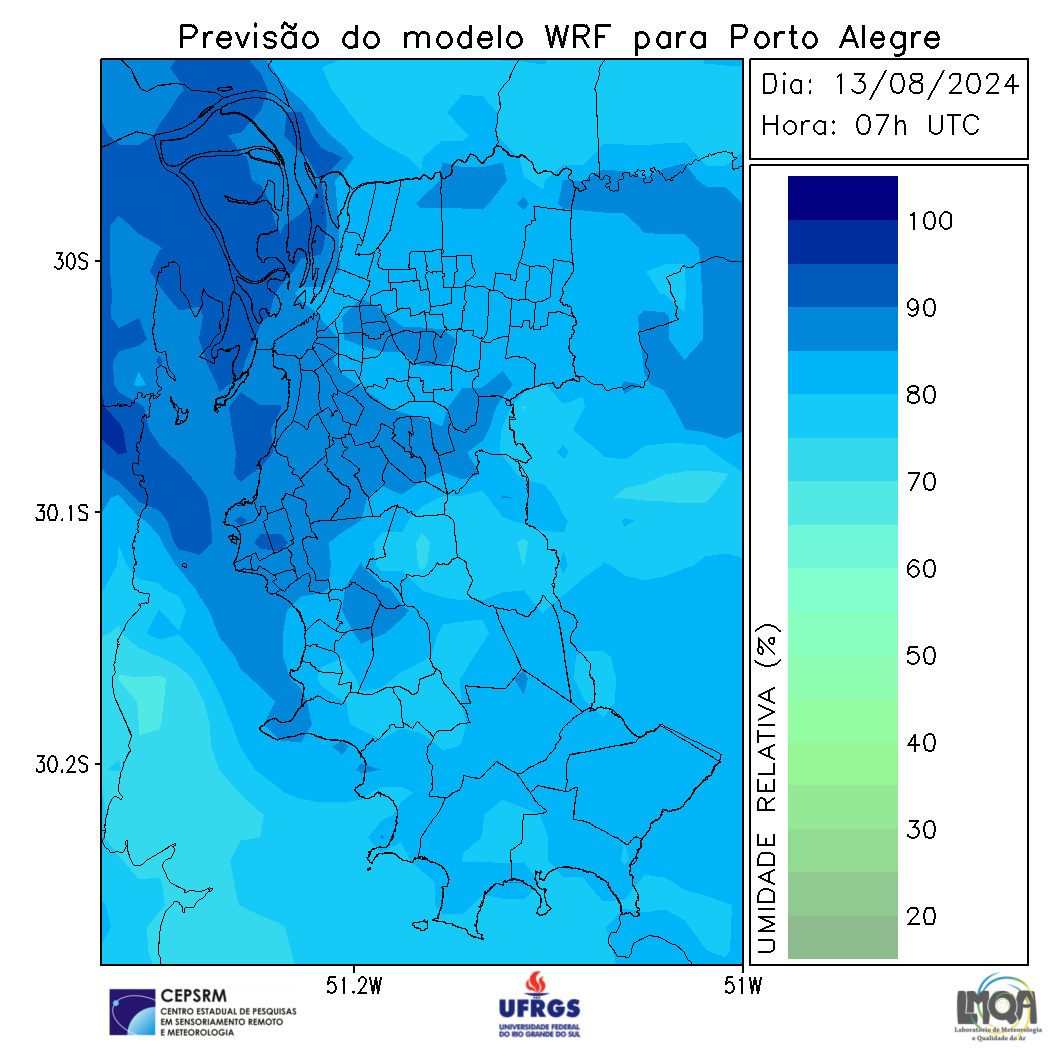 Previsão do modelo WRF para Porto Alegre
Dia: 13/08/2024
Hora: 07h UTC
30S
30.1S
30.2S
51.2W
51W
100
90
80
70
60
50
40
30
20
UMIDADE RELATIVA (%)
CEPSRM
CENTRO ESTADUAL DE PESQUISAS
EM SENSORIAMENTO REMOTO
E METEOROLOGIA
UFRGS
UNIVERSIDADE FEDERAL
DO RIO GRANDE DO SUL
LMQA
Laboratório de Meteorologia
e Qualidade do Ar